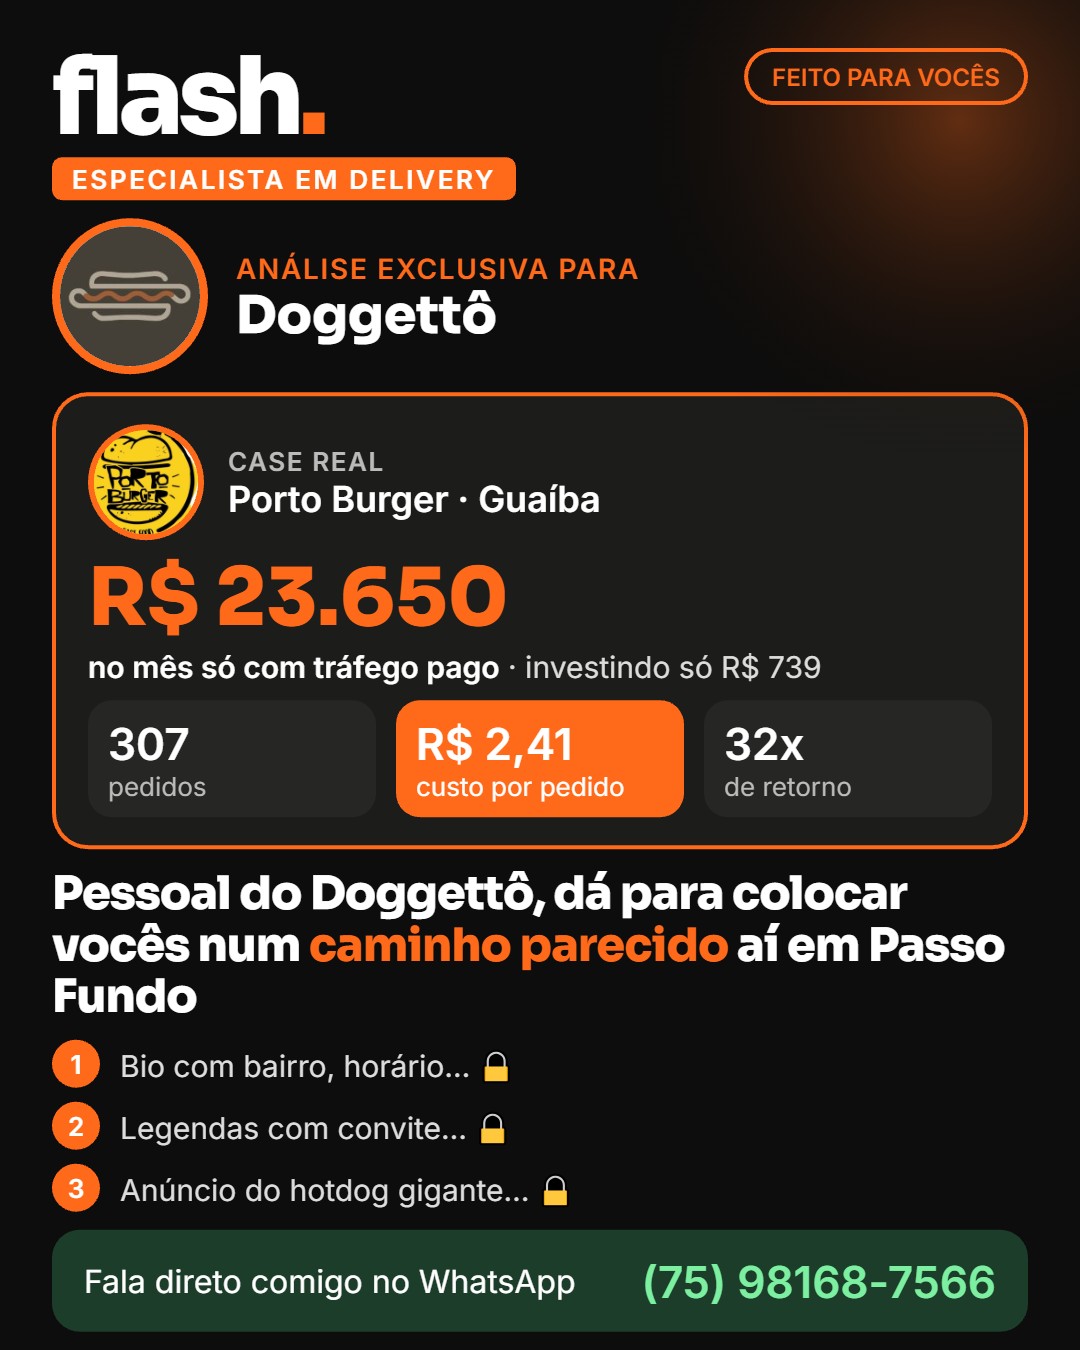 flash.
FEITO PARA VOCÊS
ESPECIALISTA EM DELIVERY
ANÁLISE EXCLUSIVA PARA
Doggettô
PORTO
BURGER
CASE REAL
Porto Burger · Guaíba
R$ 23.650
no mês só com tráfego pago · investindo só R$ 739
307
pedidos
R$ 2,41
custo por pedido
32x
de retorno
Pessoal do Doggettô, dá para colocar
vocês num caminho parecido aí em Passo
Fundo
1 Bio com bairro, horário... 🔒
2 Legendas com convite... 🔒
3 Anúncio do hotdog gigante... 🔒
Fala direto comigo no WhatsApp (75) 98168-7566